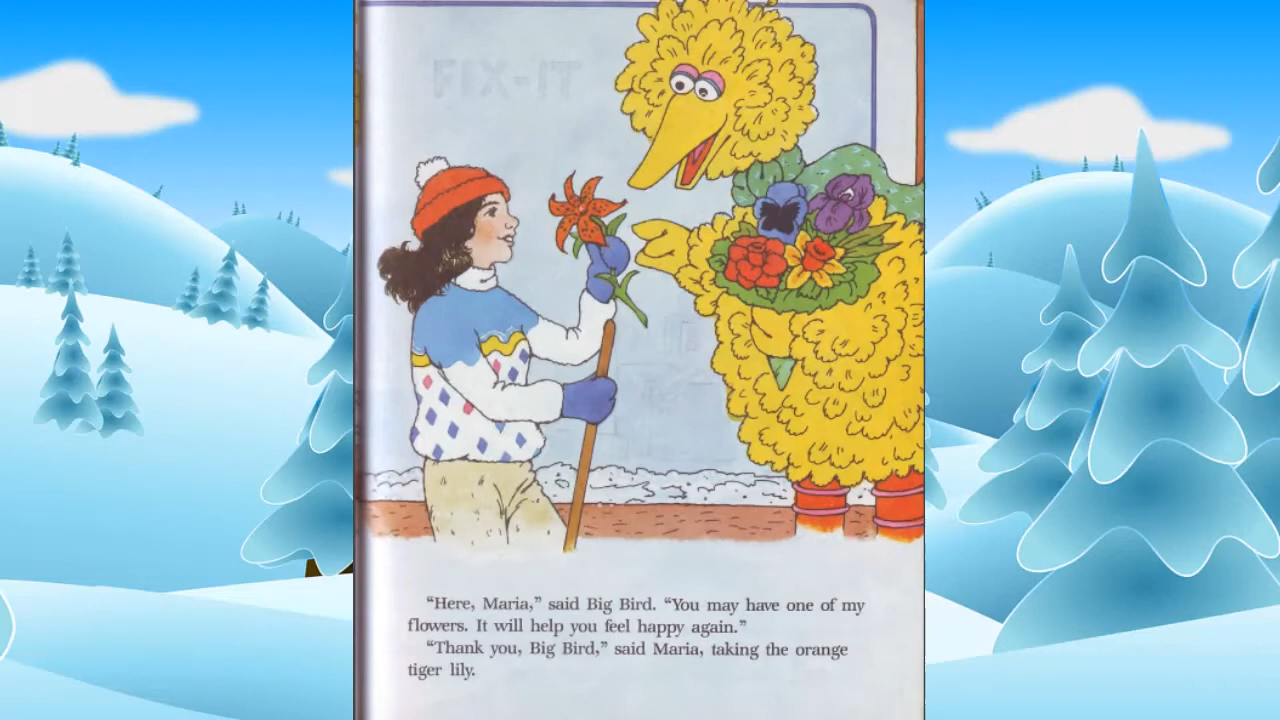 FIX-IT
“Here, Maria,” said Big Bird. “You may have one of my
flowers. It will help you feel happy again.”
“Thank you, Big Bird,” said Maria, taking the orange
tiger lily.